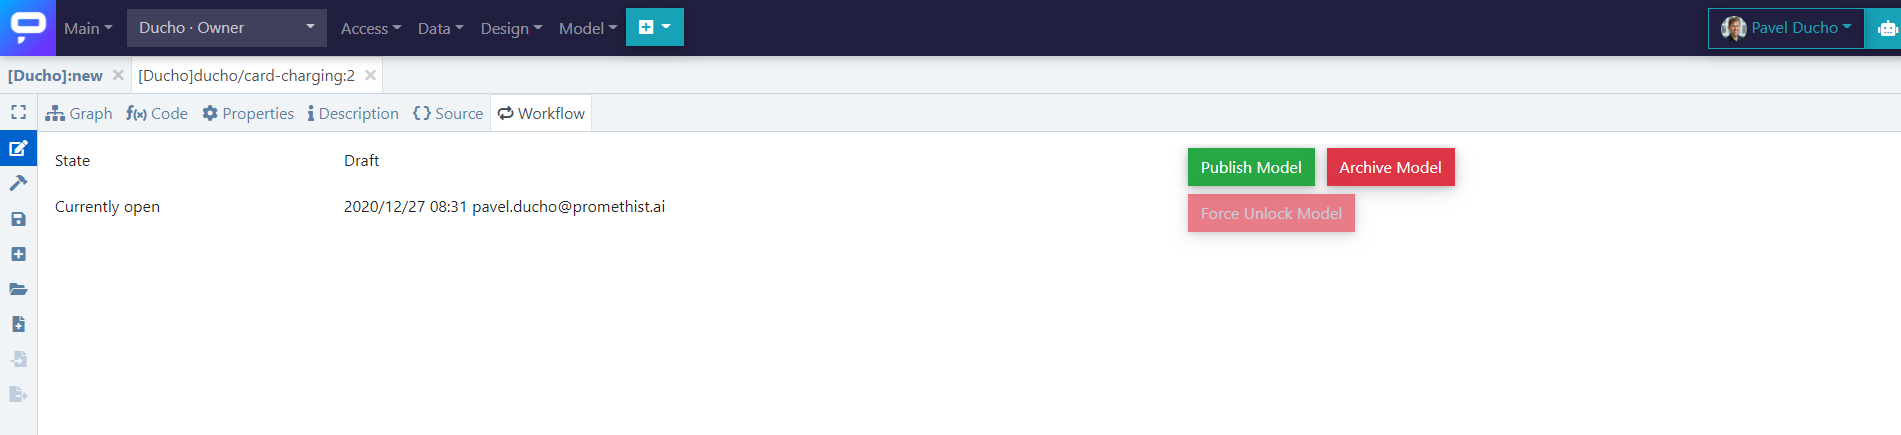 Main Ducho · Owner Access Data Design Model Pavel Ducho
[Ducho]:new [Ducho]ducho/card-charging:2
Graph f(x) Code Properties Description Source Workflow
State Draft Publish Model Archive Model
Currently open 2020/12/27 08:31 pavel.ducho@promethist.ai Force Unlock Model